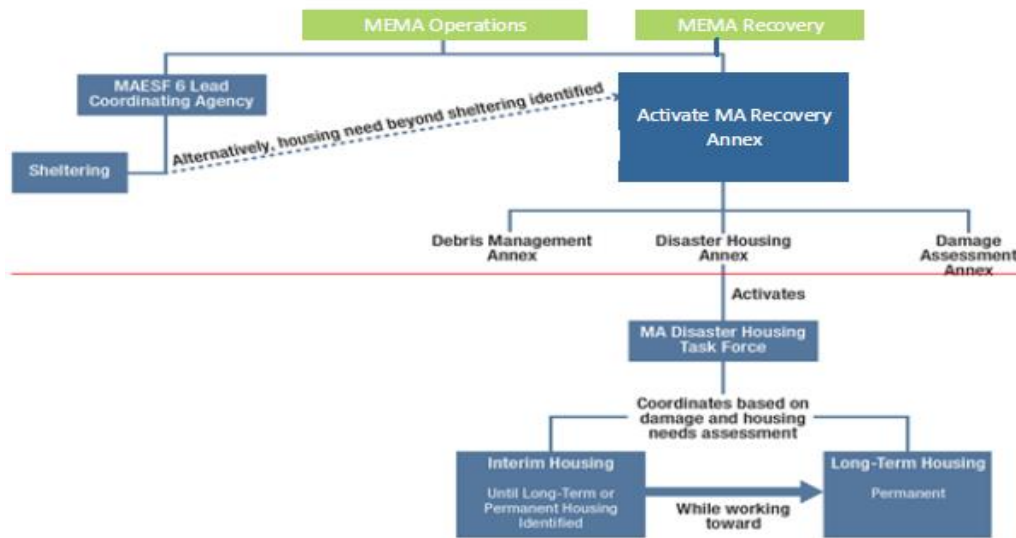 MEMA Operations
MEMA Recovery
MAESF 6 Lead
Coordinating Agency
Alternatively, housing need beyond sheltering identified
Activate MA Recovery
Annex
Sheltering
Debris Management
Annex
Disaster Housing
Annex
Damage
Assessment
Annex
Activates
MA Disaster Housing
Task Force
Coordinates based on
damage and housing
needs assessment
Interim Housing
Until Long-Term or
Permanent Housing
Identified
While working
toward
Long-Term Housing
Permanent